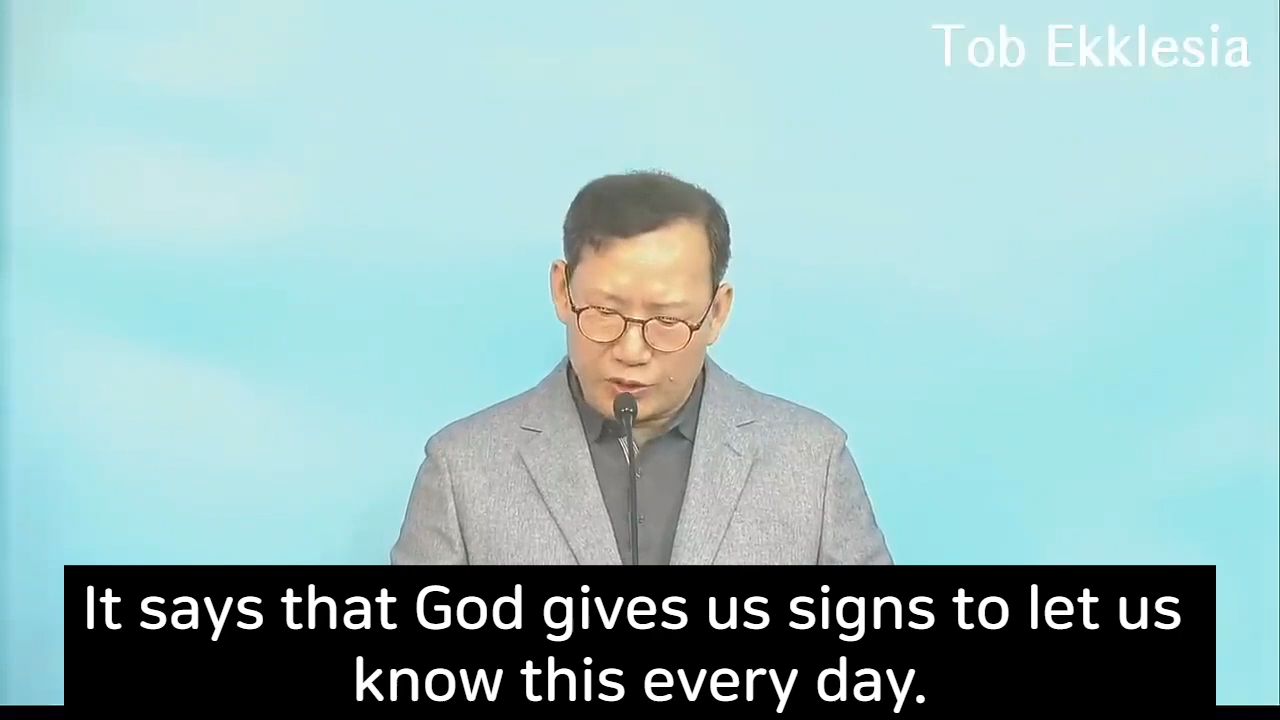 Tob Ekklesia
It says that God gives us signs to let us
know this every day.